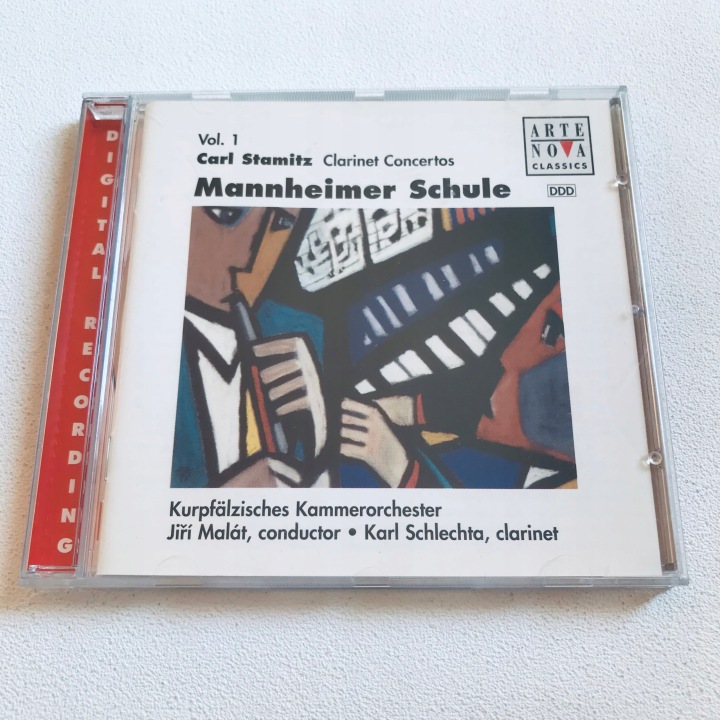 DIGITAL RECORDING
Vol. 1
Carl Stamitz Clarinet Concertos
Mannheimer Schule
ARTE
NOVA
CLASSICS
DDD
Kurpfälzisches Kammerorchester
Jiří Malát, conductor • Karl Schlechta, clarinet